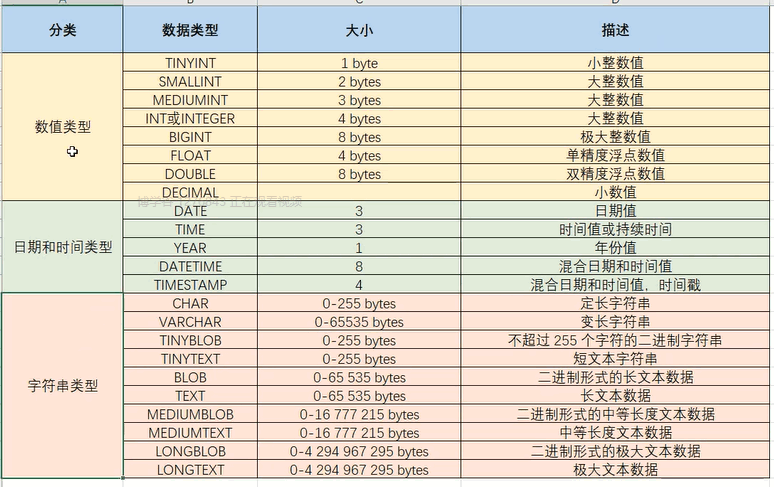 分类 数据类型 大小 描述
TINYINT 1 byte 小整数值
SMALLINT 2 bytes 大整数值
MEDIUMINT 3 bytes 大整数值
数值类型 INT或INTEGER 4 bytes 大整数值
BIGINT 8 bytes 极大整数值
FLOAT 4 bytes 单精度浮点数值
DOUBLE 8 bytes 双精度浮点数值
DECIMAL 小数值
正在观看视频
DATE 3 日期值
TIME 3 时间值或持续时间
日期和时间类型 YEAR 1 年份值
DATETIME 8 混合日期和时间值
TIMESTAMP 4 混合日期和时间值，时间戳
CHAR 0-255 bytes 定长字符串
VARCHAR 0-65535 bytes 变长字符串
TINYBLOB 0-255 bytes 不超过 255 个字符的二进制字符串
TINYTEXT 0-255 bytes 短文本字符串
字符串类型 BLOB 0-65 535 bytes 二进制形式的长文本数据
TEXT 0-65 535 bytes 长文本数据
MEDIUMBLOB 0-16 777 215 bytes 二进制形式的中等长度文本数据
MEDIUMTEXT 0-16 777 215 bytes 中等长度文本数据
LONGBLOB 0-4 294 967 295 bytes 二进制形式的极大文本数据
LONGTEXT 0-4 294 967 295 bytes 极大文本数据